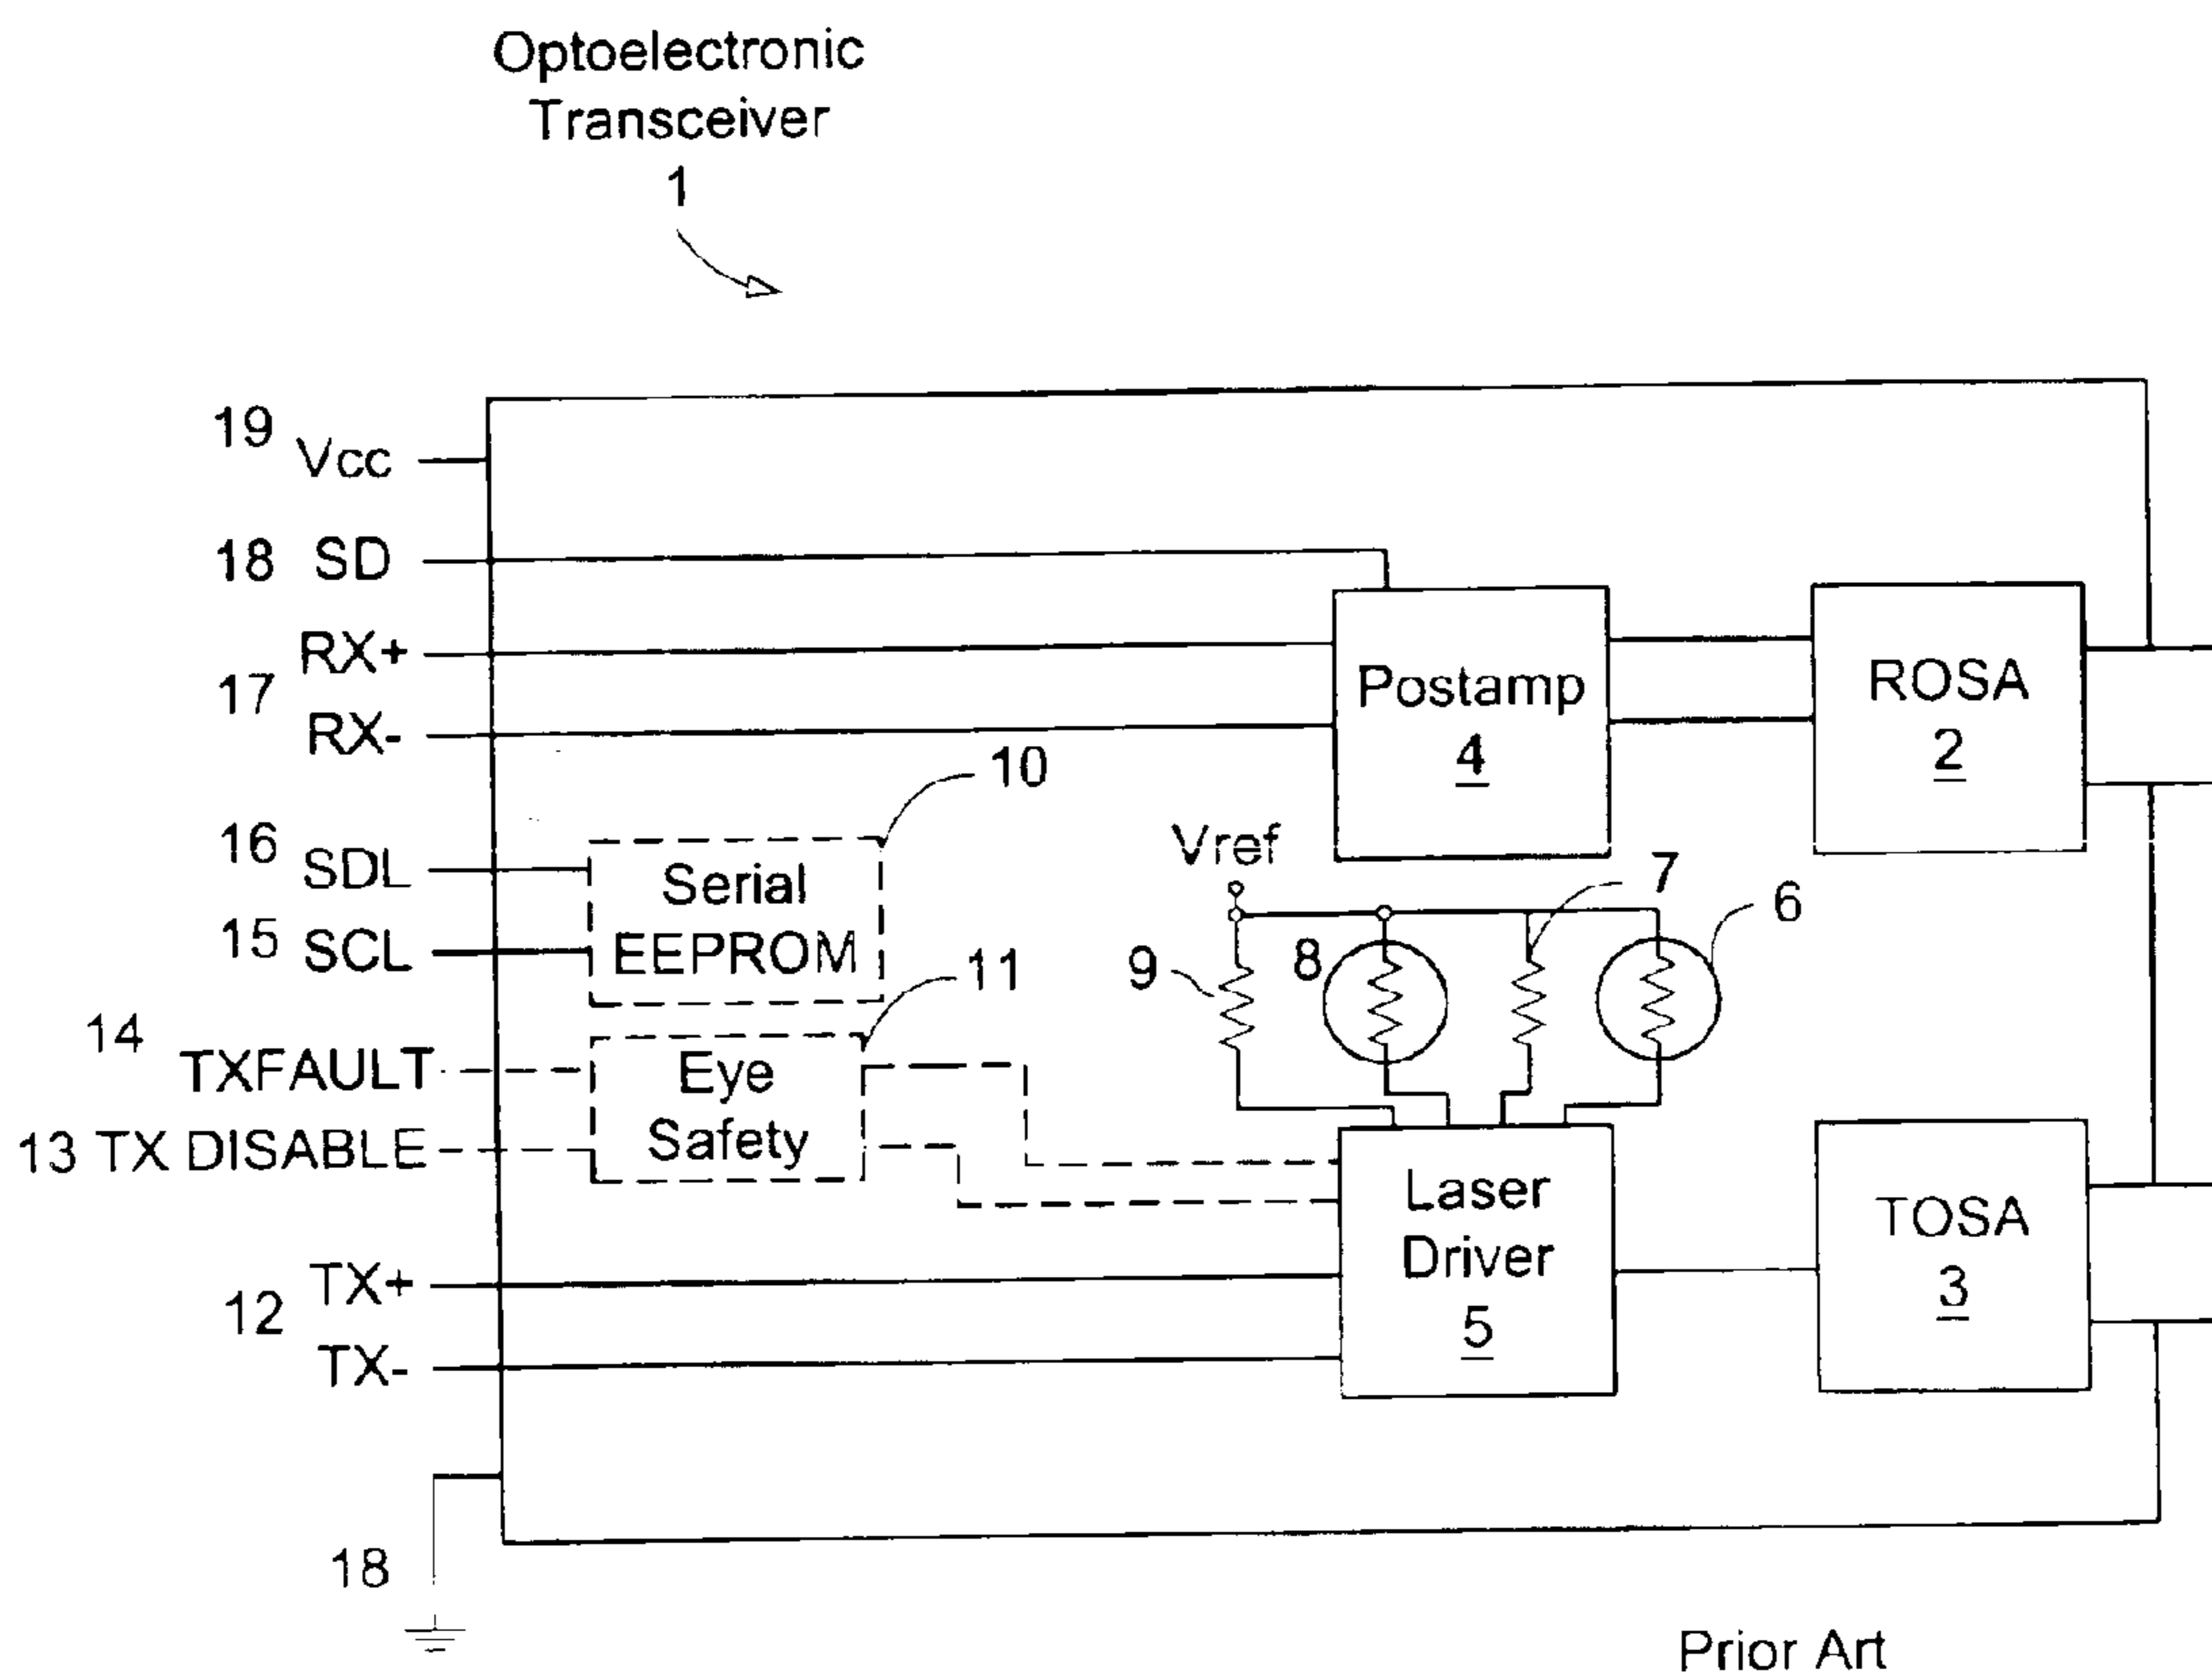 Optoelectronic
Transceiver
1
19
Vcc
18 SD
RX+
17
RX-
Postamp
4
ROSA
2
10
16
SDL
Serial
EEPROM
15 SCL
Vref
7
6
9
8
11
14
TXFAULT
Eye
Safety
13 TX DISABLE
Laser
Driver
5
TOSA
3
TX+
12
TX-
18
Prior Art